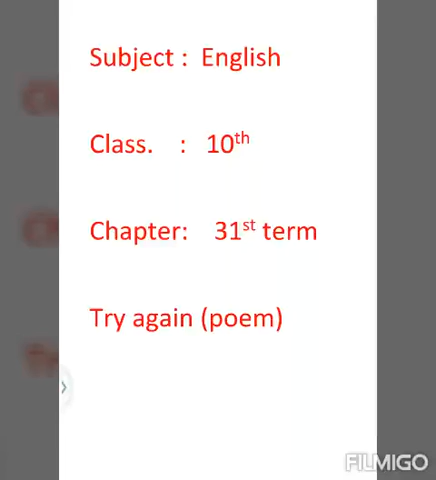 Subject : English
Class. : 10th
Chapter: 31st term
Try again (poem)
FILMIGO